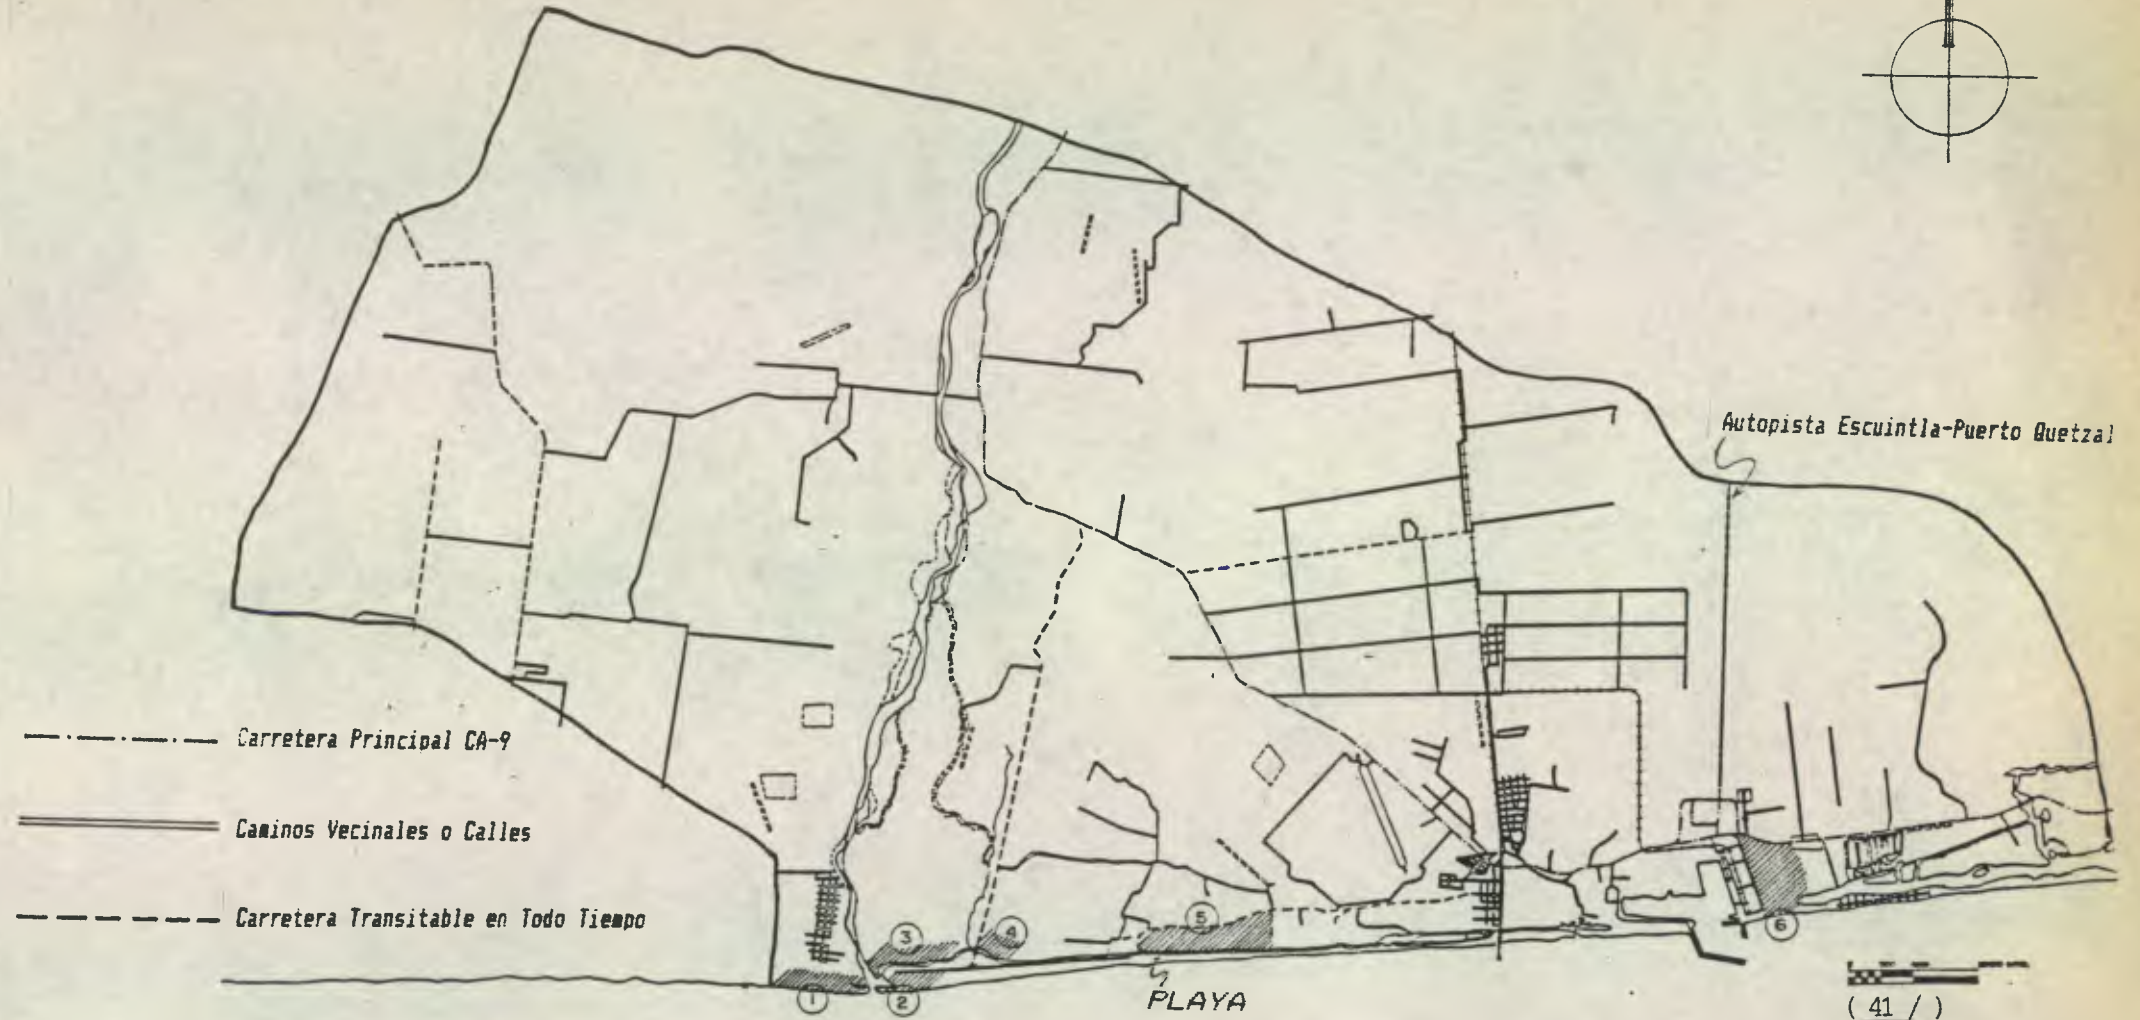 Autopista Escuintla-Puerto Quetzal
Carretera Principal CA-9
Caminos Vecinales o Calles
Carretera Transitable en Todo Tiempo
3
4
5
6
1
2
PLAYA
( 41 / )